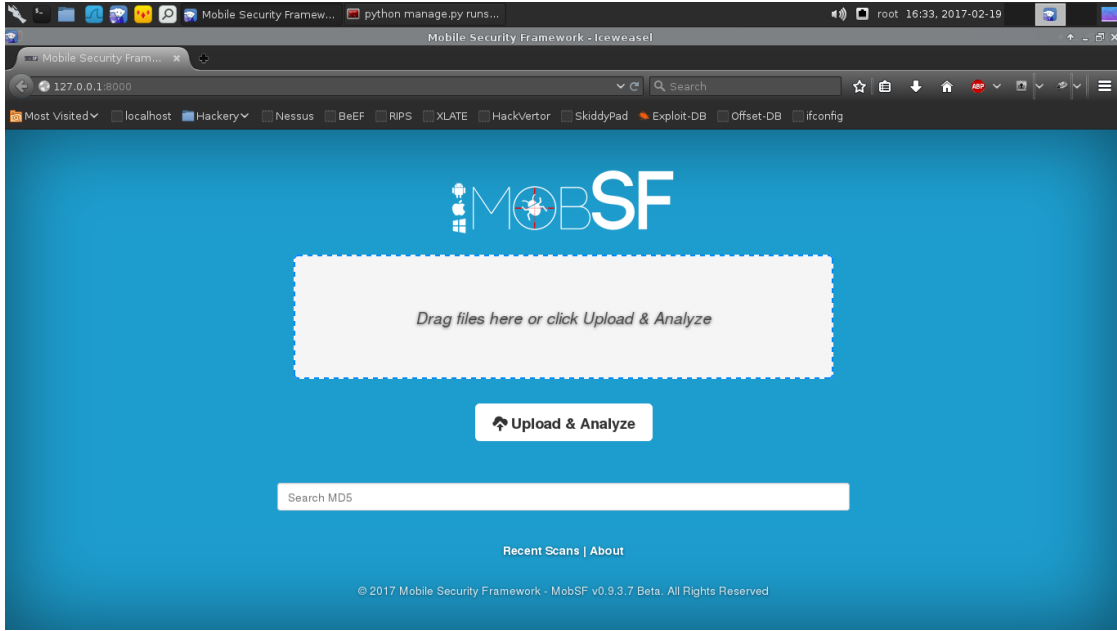 Mobile Security Framew... python manage.py runs... root 16:33, 2017-02-19
Mobile Security Framework - Iceweasel
Mobile Security Fram...
127.0.0.1:8000 Search ABP
Most Visited localhost Hackery Nessus BeEF RIPS XLATE HackVertor SkiddyPad Exploit-DB Offset-DB ifconfig
MOBSF
Drag files here or click Upload & Analyze
Upload & Analyze
Search MD5
Recent Scans | About
© 2017 Mobile Security Framework - MobSF v0.9.3.7 Beta. All Rights Reserved